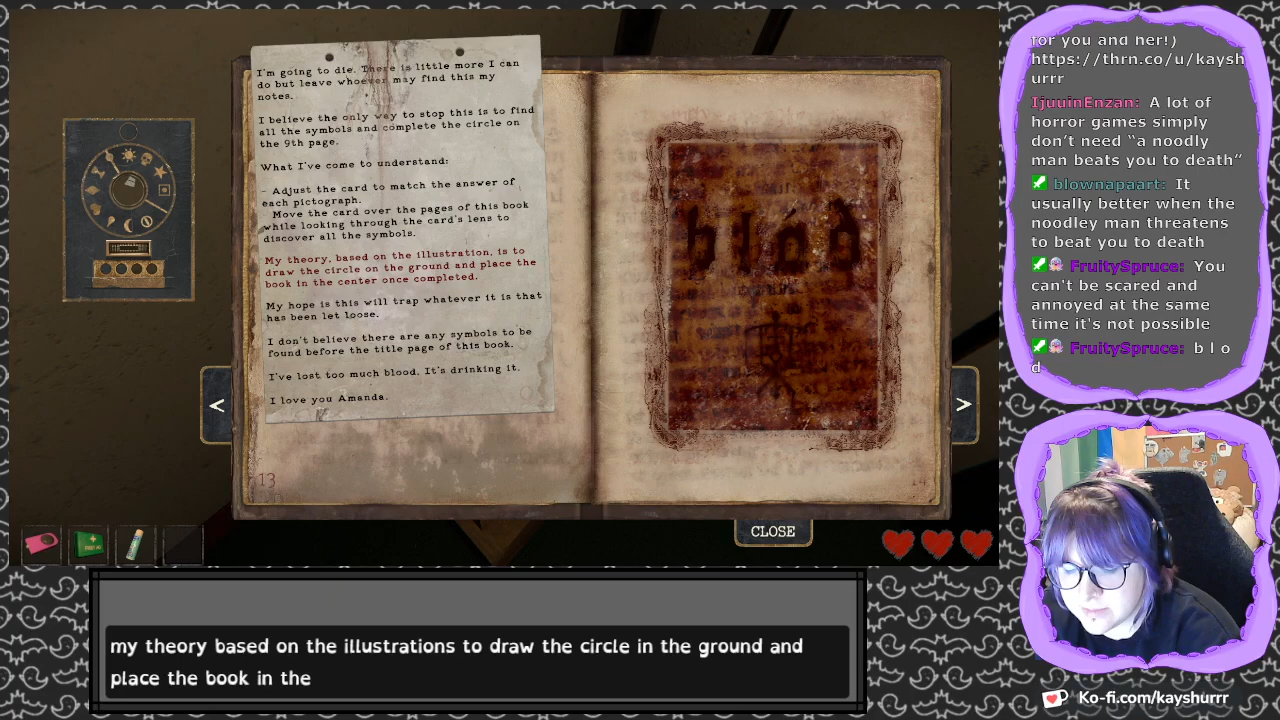 I'm going to die. There is little more I can
do but leave whoever may find this my
notes.
I believe the only way to stop this is to find
all the symbols and complete the circle on
the 9th page.
What I've come to understand:
- Adjust the card to match the answer of
each pictograph.
Move the card over the pages of this book
while looking through the card's lens to
discover all the symbols.
My theory, based on the illustration, is to
draw the circle on the ground and place the
book in the center once completed.
My hope is this will trap whatever it is that
has been let loose.
I don't believe there are any symbols to be
found before the title page of this book.
I've lost too much blood. It's drinking it.
I love you Amanda.
13
blóð
14
<
>
CLOSE
for you and her!)
https://thrn.co/u/kaysh
urrr
IjuuinEnzan: A lot of
horror games simply
don't need “a noodly
man beats you to death”
blownapaart: It
usually better when the
noodley man threatens
to beat you to death
FruitySpruce: You
can't be scared and
annoyed at the same
time it's not possible
FruitySpruce: b l o
d
my theory based on the illustrations to draw the circle in the ground and
place the book in the
Ko-fi.com/kayshurrr